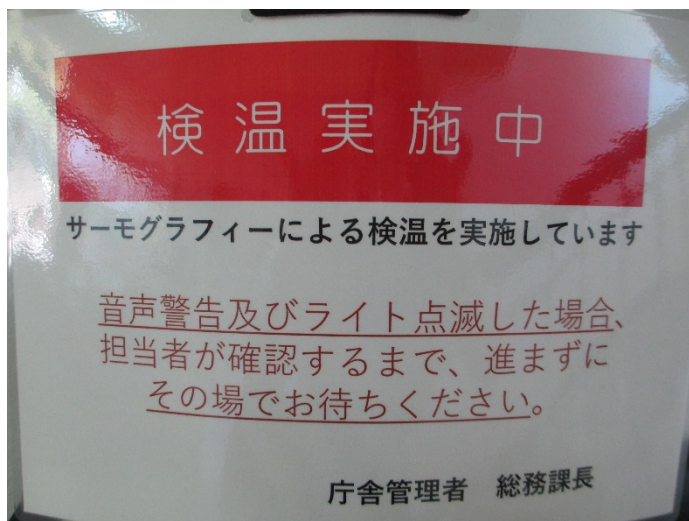 検温実施中
サーモグラフィーによる検温を実施しています
音声警告及びライト点滅した場合、
担当者が確認するまで、進まずに
その場でお待ちください。
庁舎管理者　総務課長